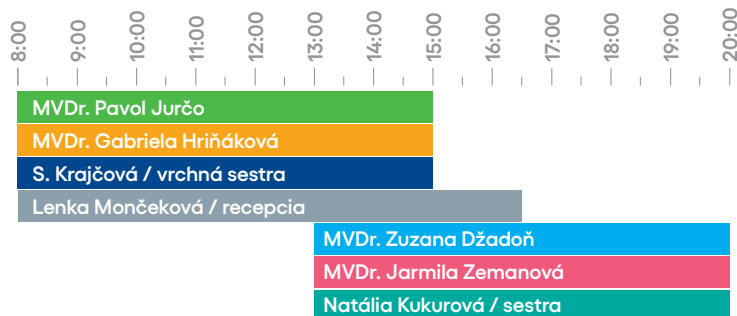 8:00
9:00
10:00
11:00
12:00
13:00
14:00
15:00
16:00
17:00
18:00
19:00
20:00
MVDr. Pavol Jurčo
MVDr. Gabriela Hriňáková
S. Krajčová / vrchná sestra
Lenka Mončeková / recepcia
MVDr. Zuzana Džadoň
MVDr. Jarmila Zemanová
Natália Kukurová / sestra